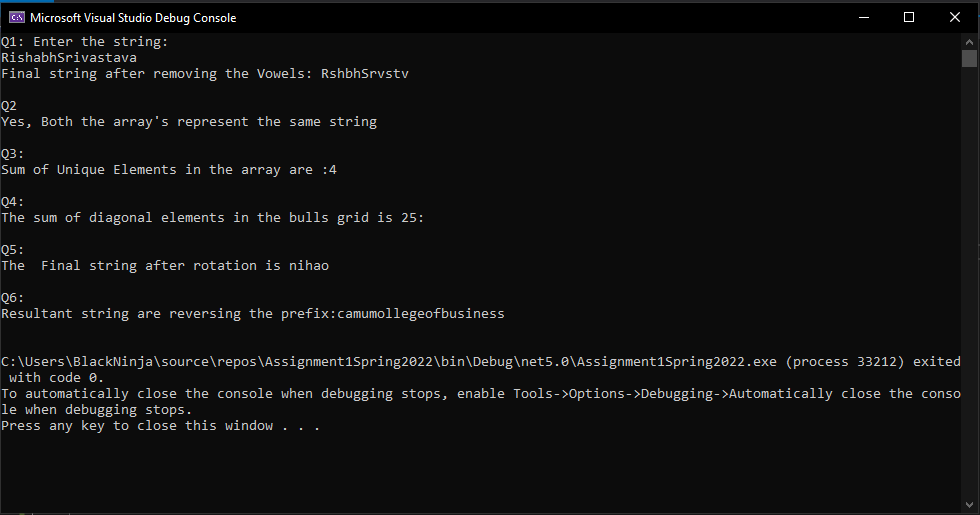 Microsoft Visual Studio Debug Console
Q1: Enter the string:
RishabhSrivastava
Final string after removing the Vowels: RshbhSrvstv
Q2
Yes, Both the array's represent the same string
Q3:
Sum of Unique Elements in the array are :4
Q4:
The sum of diagonal elements in the bulls grid is 25:
Q5:
The  Final string after rotation is nihao
Q6:
Resultant string are reversing the prefix:camumollegeofbusiness
C:\Users\BlackNinja\source\repos\Assignment1Spring2022\bin\Debug\net5.0\Assignment1Spring2022.exe (process 33212) exited
 with code 0.
To automatically close the console when debugging stops, enable Tools->Options->Debugging->Automatically close the conso
le when debugging stops.
Press any key to close this window . . .